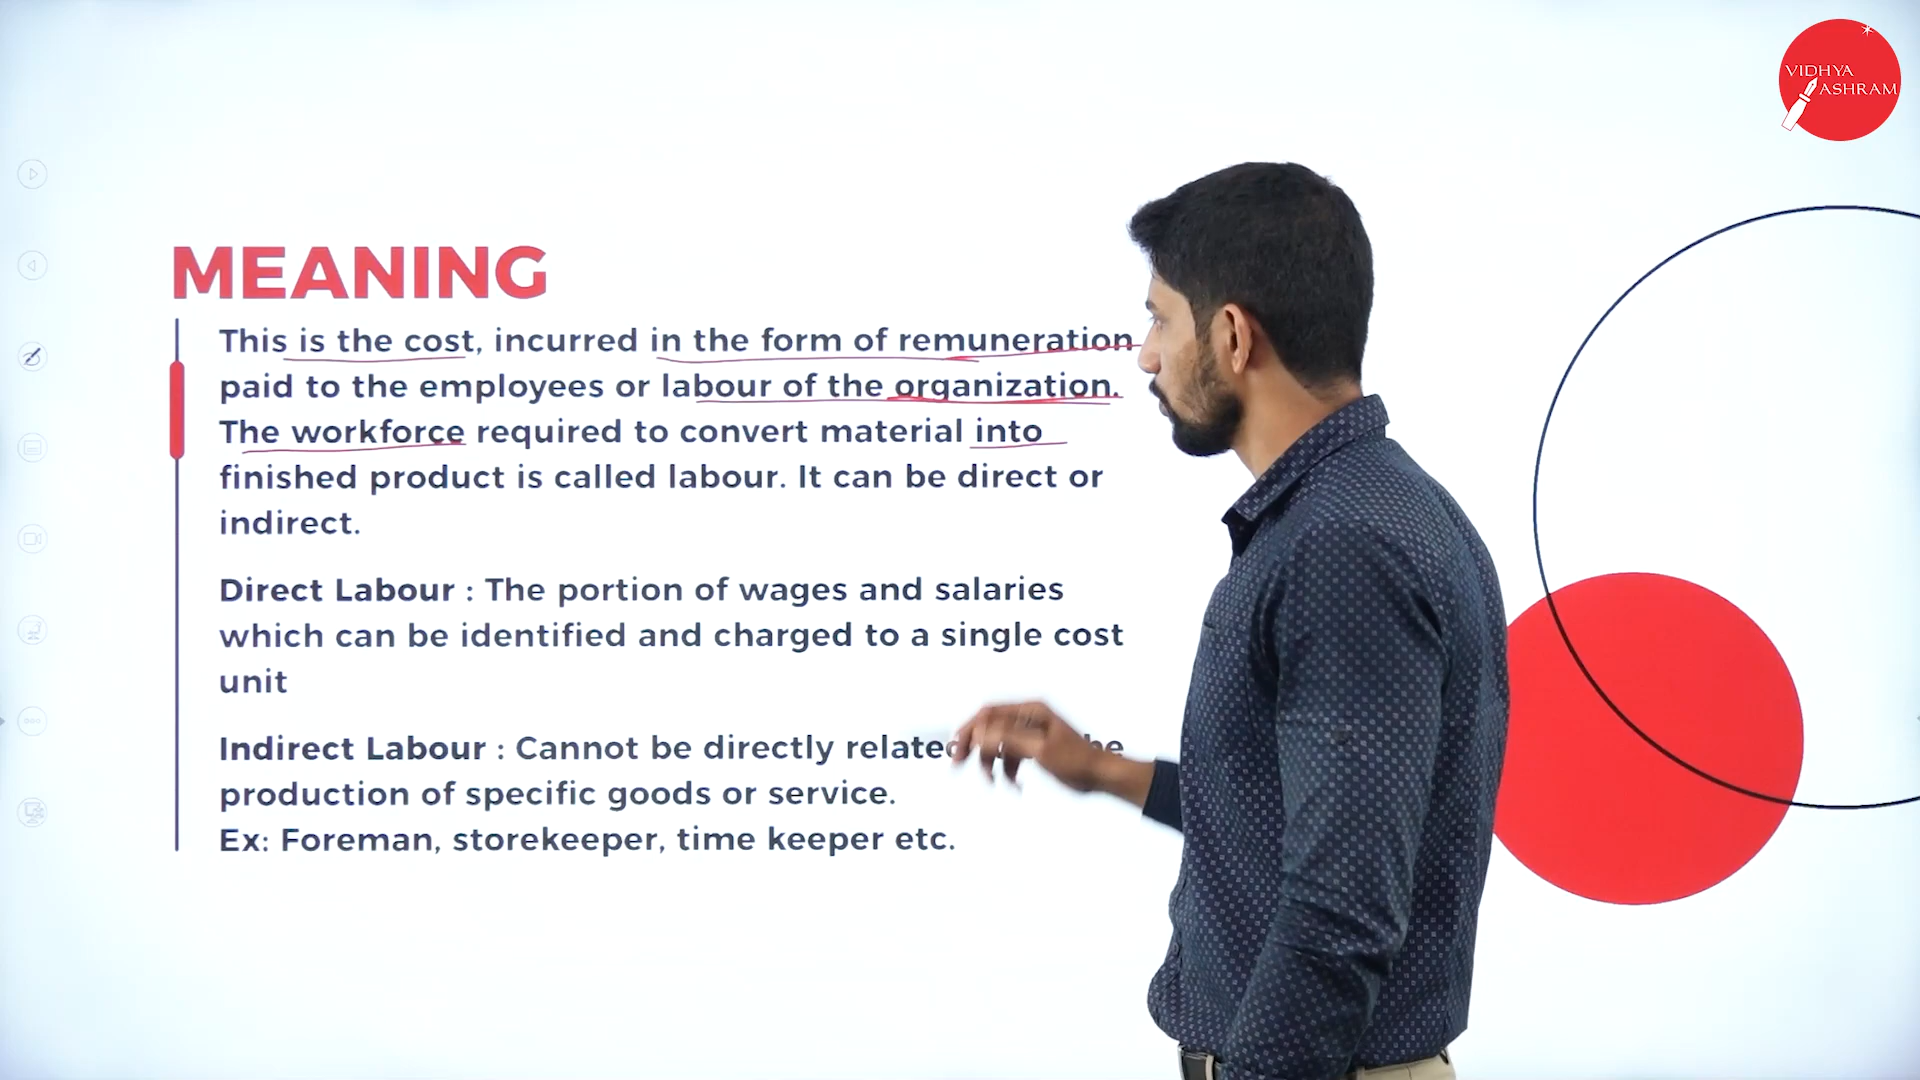 VIDHYA
ASHRAM
MEANING
This is the cost, incurred in the form of remuneration
paid to the employees or labour of the organization.
The workforce required to convert material into
finished product is called labour. It can be direct or
indirect.
Direct Labour : The portion of wages and salaries
which can be identified and charged to a single cost
unit
Indirect Labour : Cannot be directly related
production of specific goods or service.
Ex: Foreman, storekeeper, time keeper etc.